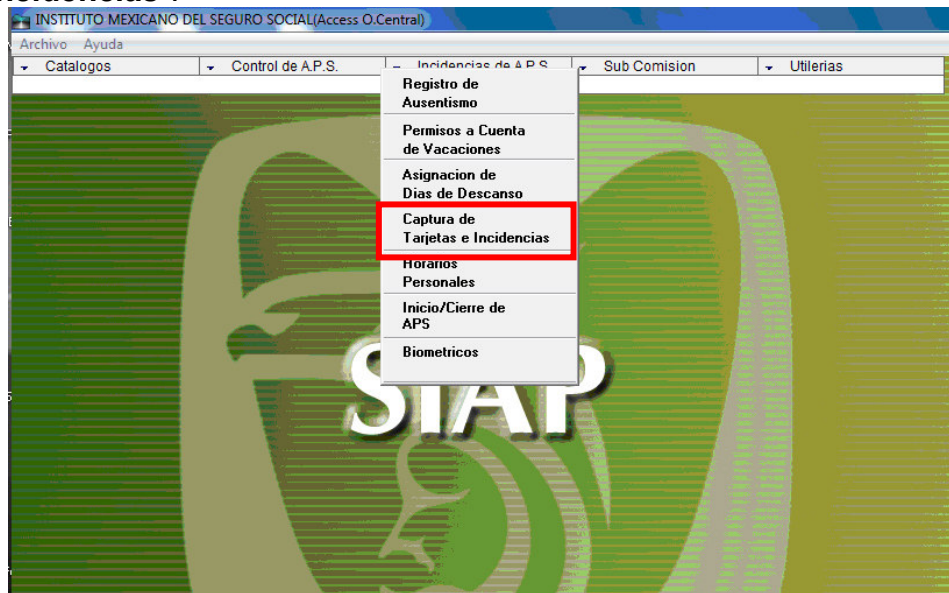 INSTITUTO MEXICANO DEL SEGURO SOCIAL(Access O.Central)
Archivo Ayuda
Catalogos Control de A.P.S. Incidencias de A.P.S. Sub Comision Utilerias
Registro de
Ausentismo
Permisos a Cuenta
de Vacaciones
Asignacion de
Dias de Descanso
Captura de
Tarjetas e Incidencias
Horarios
Personales
Inicio/Cierre de
APS
Biometricos
SIAP